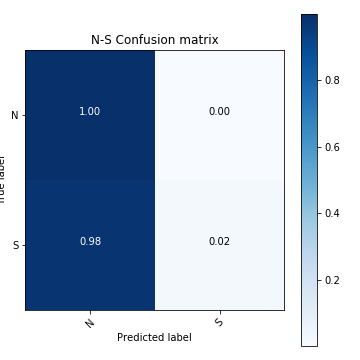 N-S Confusion matrix
N
1.00
0.00
S
0.98
0.02
N
S
Predicted label
label
0.8
0.6
0.4
0.2